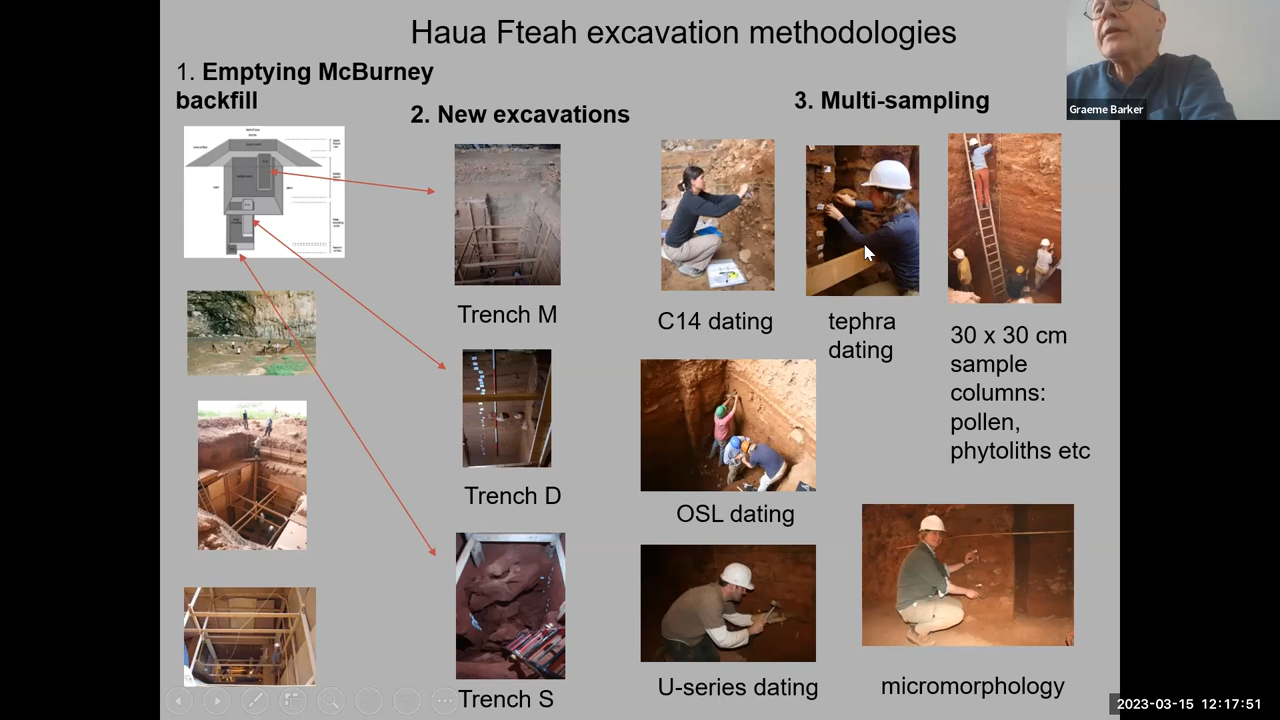 Haua Fteah excavation methodologies
1. Emptying McBurney
backfill
2. New excavations
3. Multi-sampling
Graeme Barker
Trench M
Trench D
Trench S
C14 dating
tephra
dating
30 x 30 cm
sample
columns:
pollen,
phytoliths etc
OSL dating
U-series dating
micromorphology
2023-03-15 12:17:51